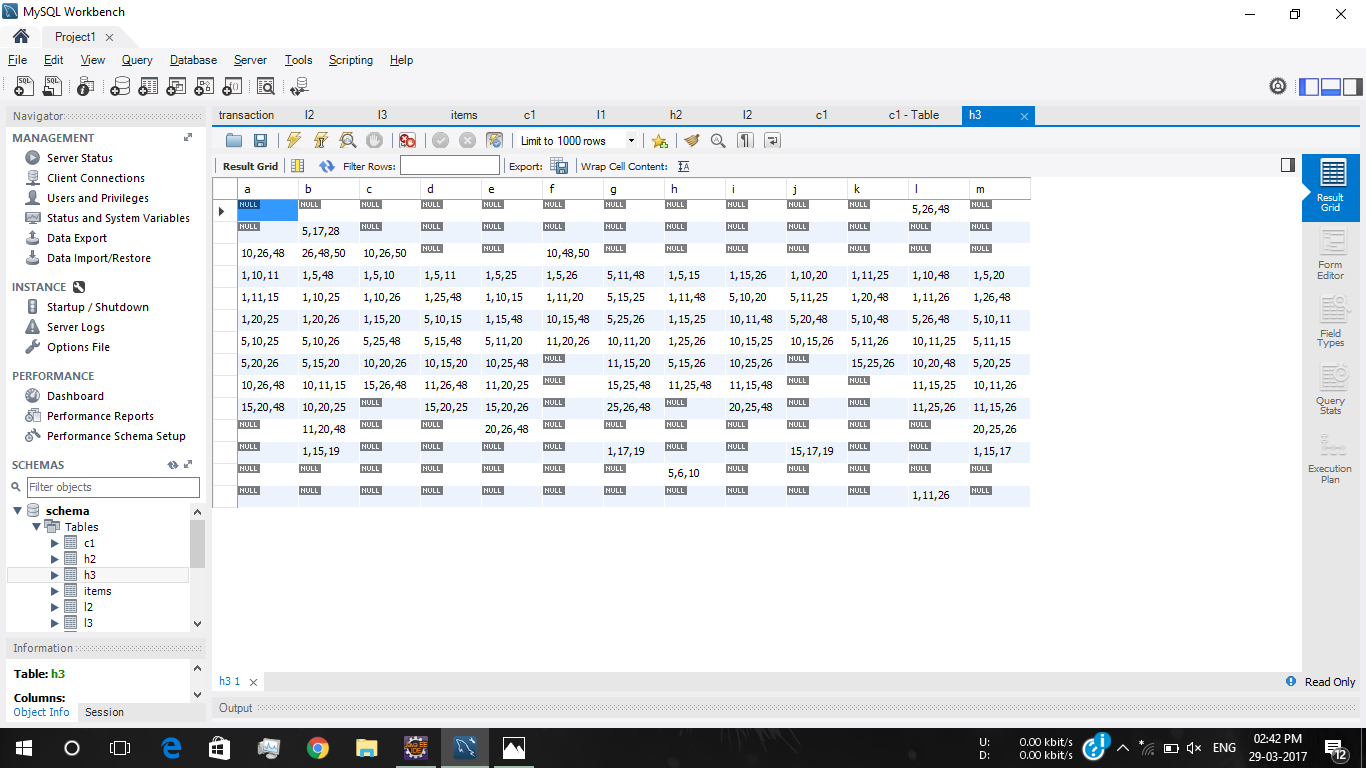 MySQL Workbench
Project1
File Edit View Query Database Server Tools Scripting Help
Navigator
MANAGEMENT
Server Status
Client Connections
Users and Privileges
Status and System Variables
Data Export
Data Import/Restore
INSTANCE
Startup / Shutdown
Server Logs
Options File
PERFORMANCE
Dashboard
Performance Reports
Performance Schema Setup
SCHEMAS
Filter objects
schema
Tables
c1
h2
h3
items
l2
l3
Information
Table: h3
Columns:
Object Info Session
transaction l2 l3 items c1 l1 h2 l2 c1 c1 - Table h3
Limit to 1000 rows
Result Grid Filter Rows: Export: Wrap Cell Content:
a b c d e f g h i j k l m
NULL NULL NULL NULL NULL NULL NULL NULL NULL NULL NULL 5,26,48 NULL
NULL 5,17,28 NULL NULL NULL NULL NULL NULL NULL NULL NULL NULL NULL
10,26,48 26,48,50 10,26,50 NULL NULL 10,48,50 NULL NULL NULL NULL NULL NULL NULL
1,10,11 1,5,48 1,5,10 1,5,11 1,5,25 1,5,26 5,11,48 1,5,15 1,15,26 1,10,20 1,11,25 1,10,48 1,5,20
1,11,15 1,10,25 1,10,26 1,25,48 1,10,15 1,11,20 5,15,25 1,11,48 5,10,20 5,11,25 1,20,48 1,11,26 1,26,48
1,20,25 1,20,26 1,15,20 5,10,15 1,15,48 10,15,48 5,25,26 1,15,25 10,11,48 5,20,48 5,10,48 5,26,48 5,10,11
5,10,25 5,10,26 5,25,48 5,15,48 5,11,20 11,20,26 10,11,20 1,25,26 10,15,25 10,15,26 5,11,26 10,11,25 5,11,15
5,20,26 5,15,20 10,20,26 10,15,20 10,25,48 NULL 11,15,20 5,15,26 10,25,26 NULL 15,25,26 10,20,48 5,20,25
10,26,48 10,11,15 15,26,48 11,26,48 11,20,25 NULL 15,25,48 11,25,48 11,15,48 NULL NULL 11,15,25 10,11,26
15,20,48 10,20,25 NULL 15,20,25 15,20,26 NULL 25,26,48 NULL 20,25,48 NULL NULL 11,25,26 11,15,26
NULL 11,20,48 NULL NULL 20,26,48 NULL NULL NULL NULL NULL NULL NULL 20,25,26
NULL 1,15,19 NULL NULL NULL NULL 1,17,19 NULL NULL 15,17,19 NULL NULL 1,15,17
NULL NULL NULL NULL NULL NULL NULL 5,6,10 NULL NULL NULL NULL NULL
NULL NULL NULL NULL NULL NULL NULL NULL NULL NULL NULL 1,11,26 NULL
Result Grid
Form Editor
Field Types
Query Stats
Execution Plan
h3 1
Read Only
Output
U: 0.00 kbit/s
D: 0.00 kbit/s
ENG
02:42 PM
29-03-2017
12